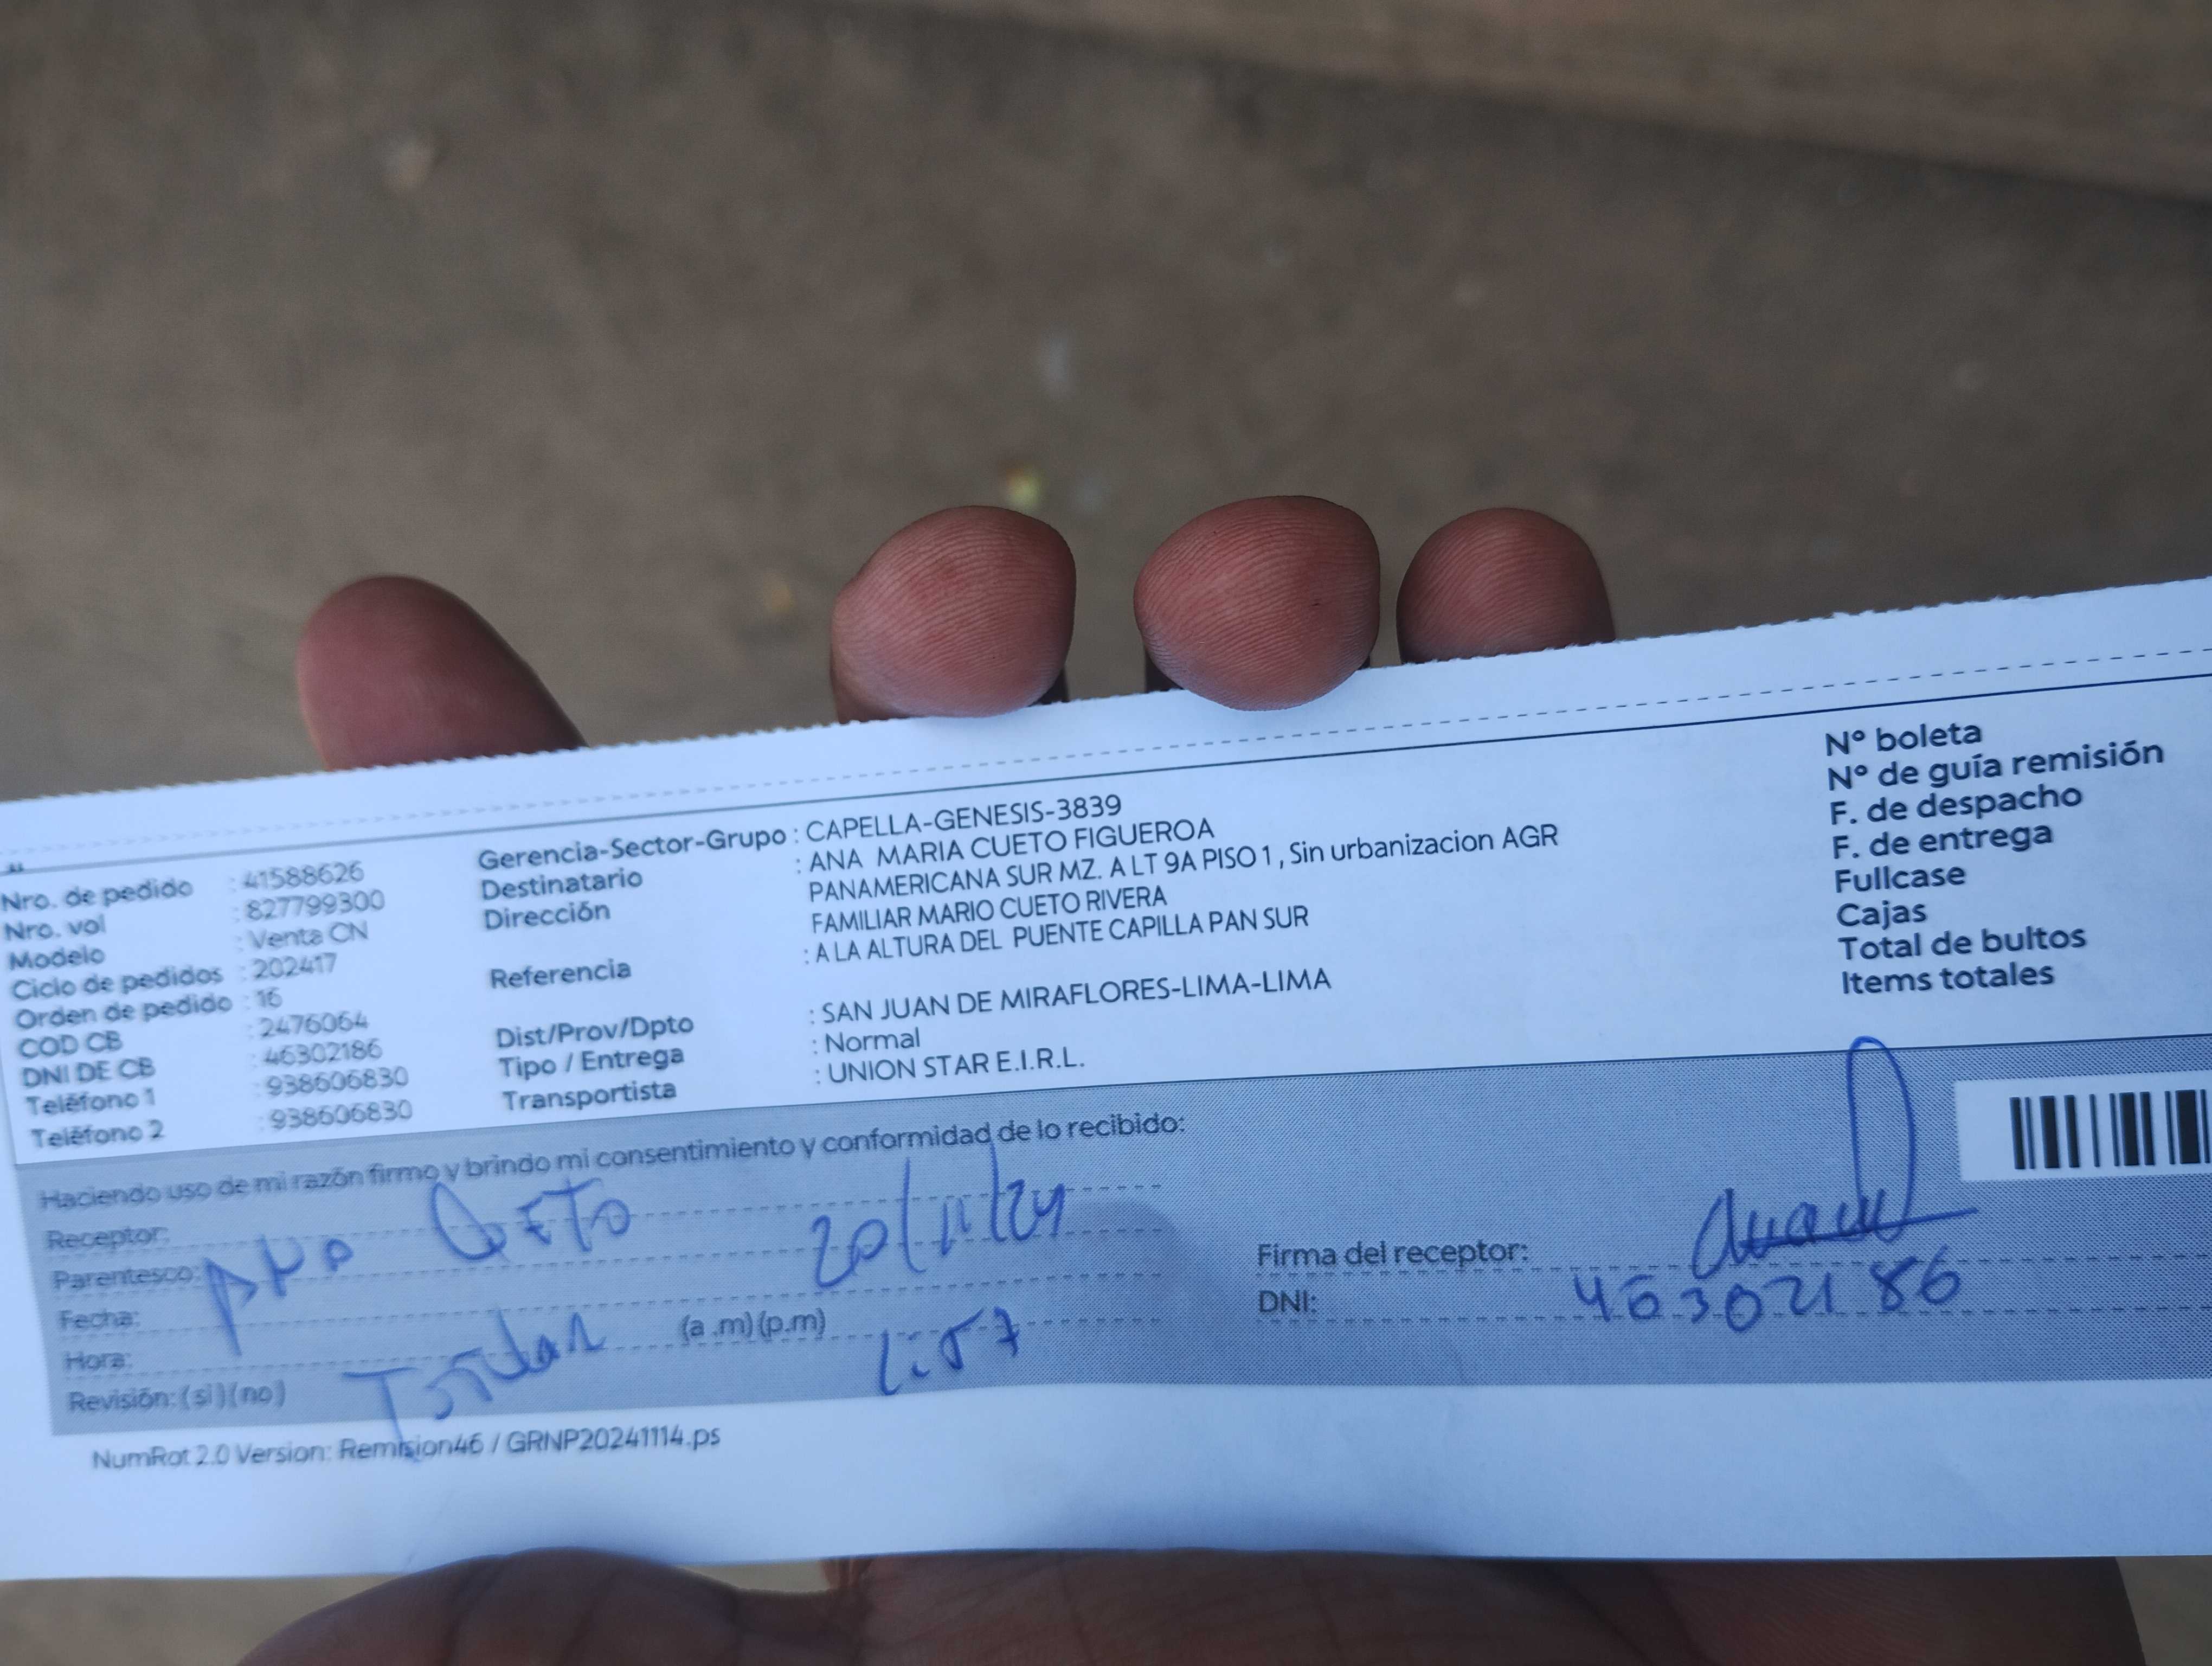 Nro. de pedido : 41588626
Nro. vol : 827799300
Modelo : Venta CN
Ciclo de pedidos : 202417
Orden de pedido : 16
COD CB : 2476064
DNI DE CB : 46302186
Teléfono 1 : 938606830
Teléfono 2 : 938606830
Gerencia-Sector-Grupo : CAPELLA-GENESIS-3839
Destinatario : ANA MARIA CUETO FIGUEROA
Dirección PANAMERICANA SUR MZ. A LT 9A PISO 1 , Sin urbanizacion AGR
FAMILIAR MARIO CUETO RIVERA
Referencia : A LA ALTURA DEL PUENTE CAPILLA PAN SUR
Dist/Prov/Dpto : SAN JUAN DE MIRAFLORES-LIMA-LIMA
Tipo / Entrega : Normal
Transportista : UNION STAR E.I.R.L.
Nº boleta
Nº de guía remisión
F. de despacho
F. de entrega
Fullcase
Cajas
Total de bultos
Items totales
Haciendo uso de mi razón firmo y brindo mi consentimiento y conformidad de lo recibido:
Receptor:
Parentesco:
Fecha: 20/11/24
Hora: (a .m) (p.m) 1:57
Revisión: (si) (no)
Firma del receptor:
DNI: 46302186
NumRot 2.0 Version: Remision46 / GRNP20241114.ps